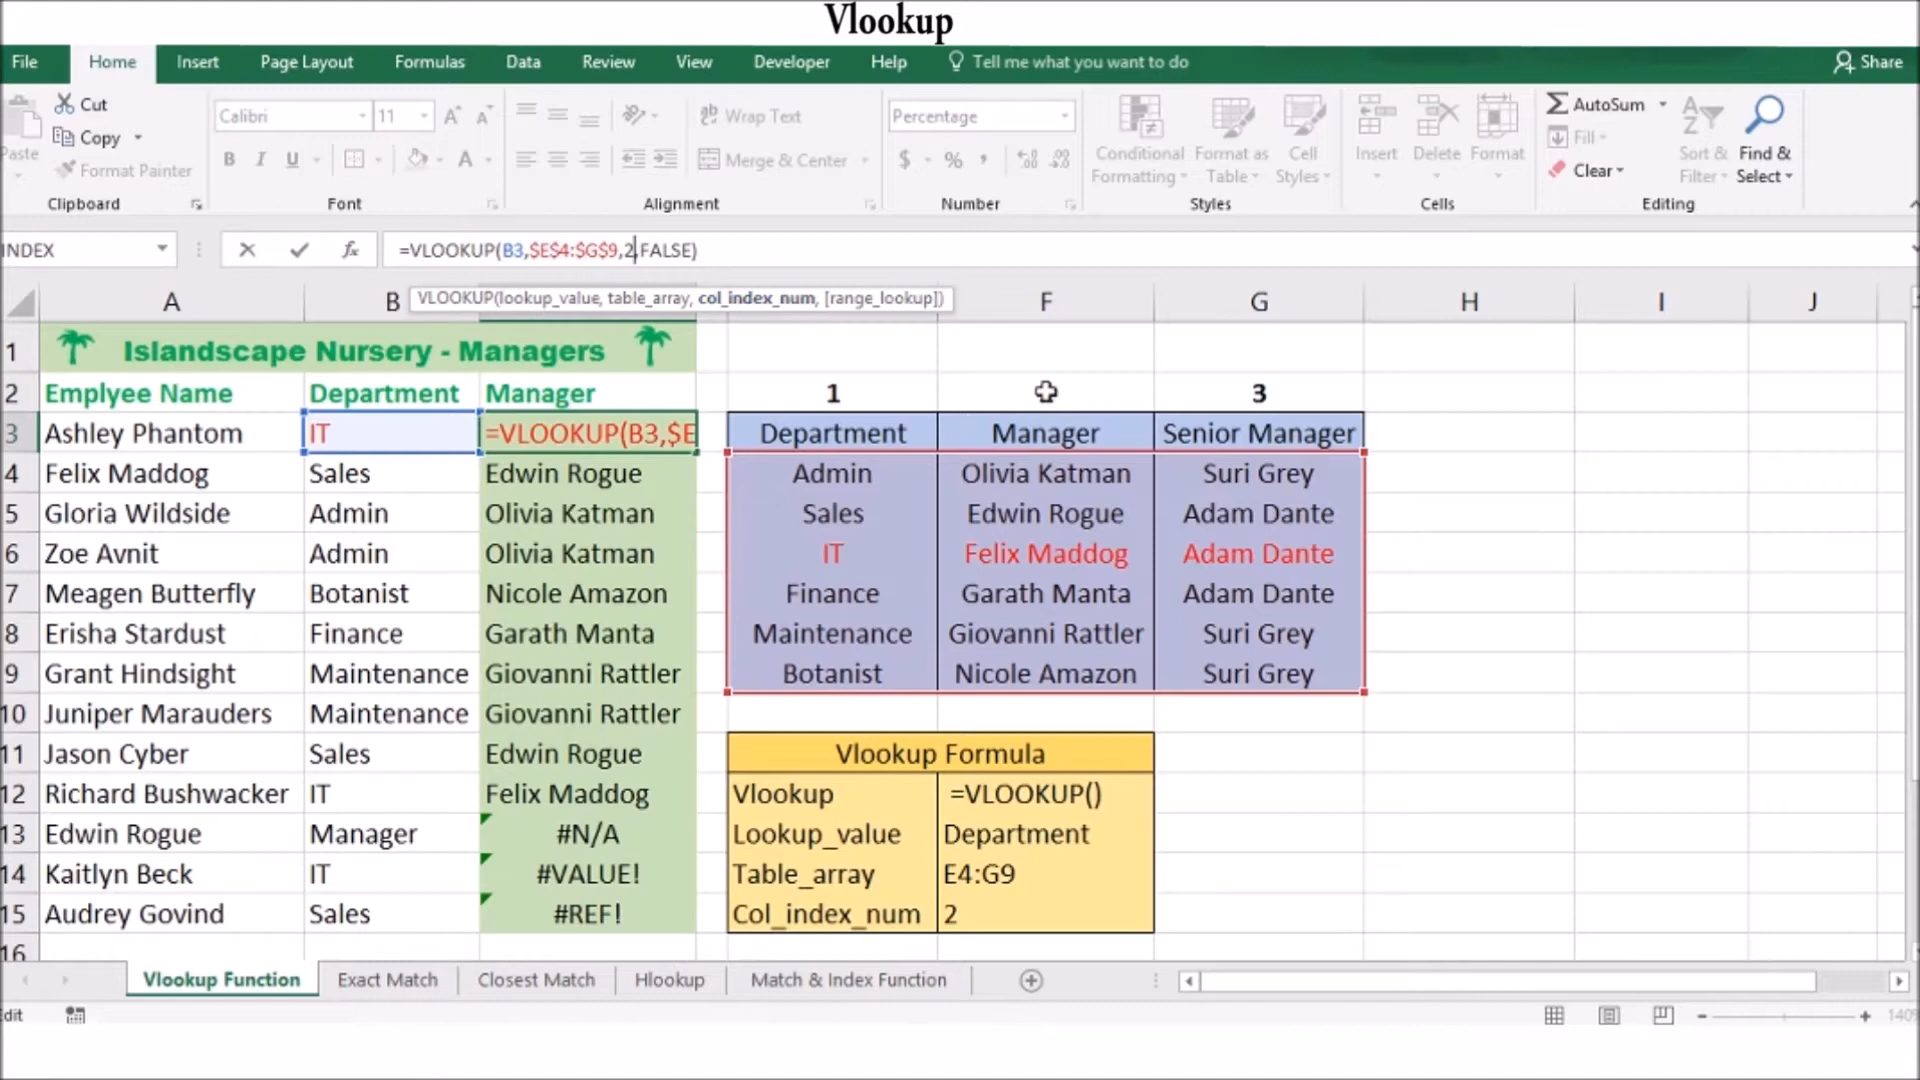 Vlookup
File Home Insert Page Layout Formulas Data Review View Developer Help Tell me what you want to do Share
Cut
Copy
Format Painter
Paste
Clipboard
Calibri 11
B I U A
Font
Wrap Text
Merge & Center
Alignment
Percentage
$ % ,
Number
Conditional Formatting
Format as Table
Cell Styles
Styles
Insert Delete Format
Cells
AutoSum
Fill
Clear
Sort & Filter
Find & Select
Editing
INDEX fx =VLOOKUP(B3,$E$4:$G$9,2,FALSE)
VLOOKUP(lookup_value, table_array, col_index_num, [range_lookup])
A B F G H I J
1 Islandscape Nursery - Managers
2 Emplyee Name Department Manager 1 3
3 Ashley Phantom IT =VLOOKUP(B3,$E Department Manager Senior Manager
4 Felix Maddog Sales Edwin Rogue Admin Olivia Katman Suri Grey
5 Gloria Wildside Admin Olivia Katman Sales Edwin Rogue Adam Dante
6 Zoe Avnit Admin Olivia Katman IT Felix Maddog Adam Dante
7 Meagen Butterfly Botanist Nicole Amazon Finance Garath Manta Adam Dante
8 Erisha Stardust Finance Garath Manta Maintenance Giovanni Rattler Suri Grey
9 Grant Hindsight Maintenance Giovanni Rattler Botanist Nicole Amazon Suri Grey
10 Juniper Marauders Maintenance Giovanni Rattler
11 Jason Cyber Sales Edwin Rogue Vlookup Formula
12 Richard Bushwacker IT Felix Maddog Vlookup =VLOOKUP()
13 Edwin Rogue Manager #N/A Lookup_value Department
14 Kaitlyn Beck IT #VALUE! Table_array E4:G9
15 Audrey Govind Sales #REF! Col_index_num 2
16
Vlookup Function Exact Match Closest Match Hlookup Match & Index Function
dit 140